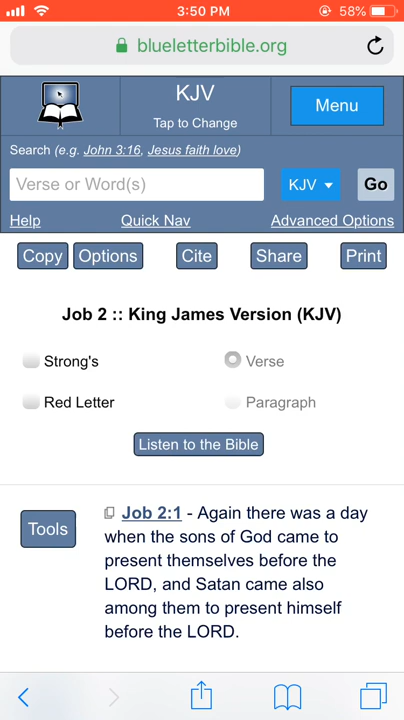 3:50 PM 58%
blueletterbible.org
KJV
Tap to Change
Menu
Search (e.g. John 3:16, Jesus faith love)
Verse or Word(s) KJV Go
Help Quick Nav Advanced Options
Copy Options Cite Share Print
Job 2 :: King James Version (KJV)
Strong's Verse
Red Letter Paragraph
Listen to the Bible
Tools
Job 2:1 - Again there was a day
when the sons of God came to
present themselves before the
LORD, and Satan came also
among them to present himself
before the LORD.